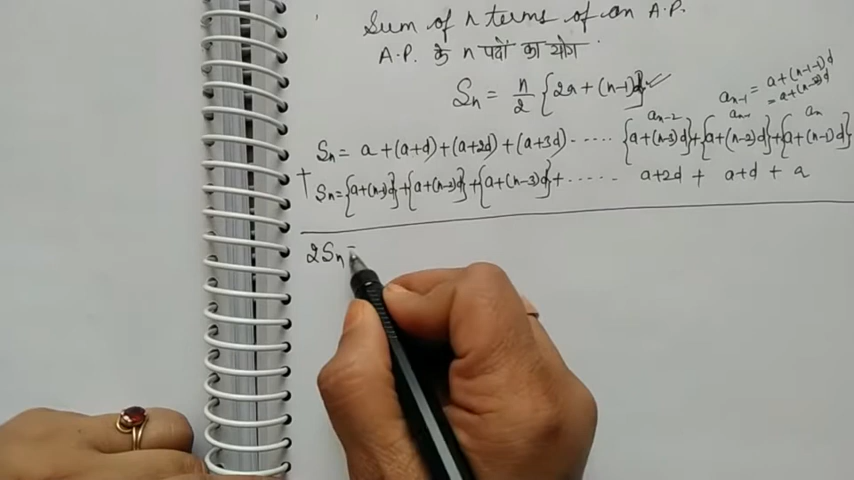 Sum of n terms of an A.P.
A.P. के n पदों का योग
Sₙ = n/2 {2a+(n-1)d} ✓
aₙ₋₁ = a+(n-1-1)d
= a+(n-2)d
aₙ₋₂ aₙ₋₁ aₙ
Sₙ = a +(a+d)+(a+2d)+(a+3d)------ {a+(n-3)d}+{a+(n-2)d}+{a+(n-1)d}
+ Sₙ={a+(n-1)d}+{a+(n-2)d}+{a+(n-3)d}+------ a+2d + a+d + a
2Sₙ=